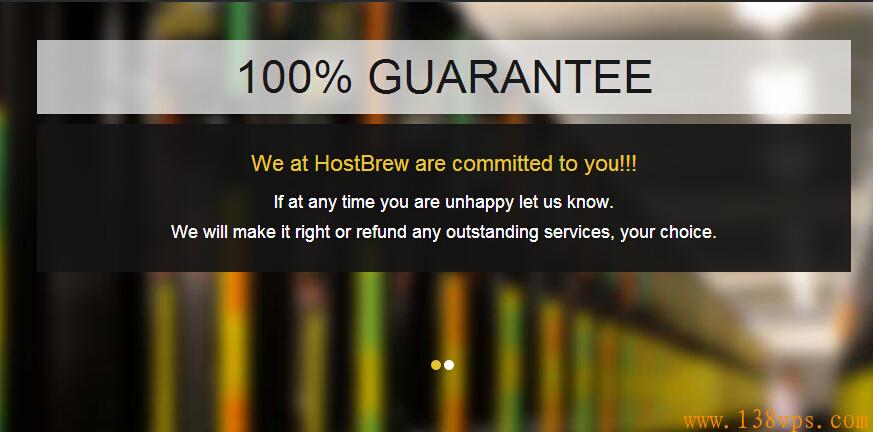 100% GUARANTEE
We at HostBrew are committed to you!!!
If at any time you are unhappy let us know.
We will make it right or refund any outstanding services, your choice.
www.138vps.com